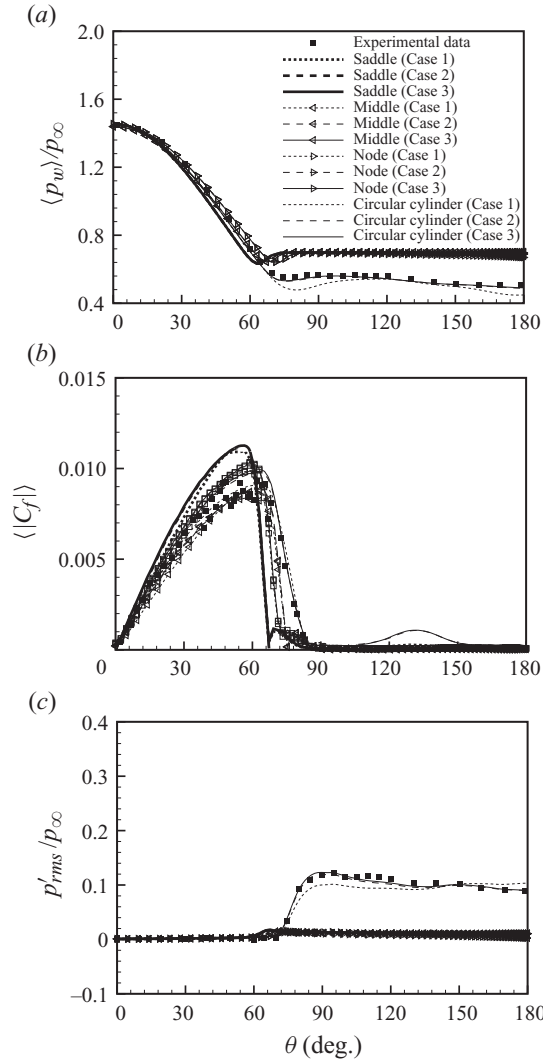 (a)
2.0
1.6
1.2
0.8
0.4
⟨p_w⟩/p_∞
Experimental data
Saddle (Case 1)
Saddle (Case 2)
Saddle (Case 3)
Middle (Case 1)
Middle (Case 2)
Middle (Case 3)
Node (Case 1)
Node (Case 2)
Node (Case 3)
Circular cylinder (Case 1)
Circular cylinder (Case 2)
Circular cylinder (Case 3)
0 30 60 90 120 150 180
(b)
0.015
0.010
0.005
⟨|C_f|⟩
0 30 60 90 120 150 180
(c)
0.4
0.3
0.2
0.1
0
−0.1
p′_rms/p_∞
0 30 60 90 120 150 180
θ (deg.)